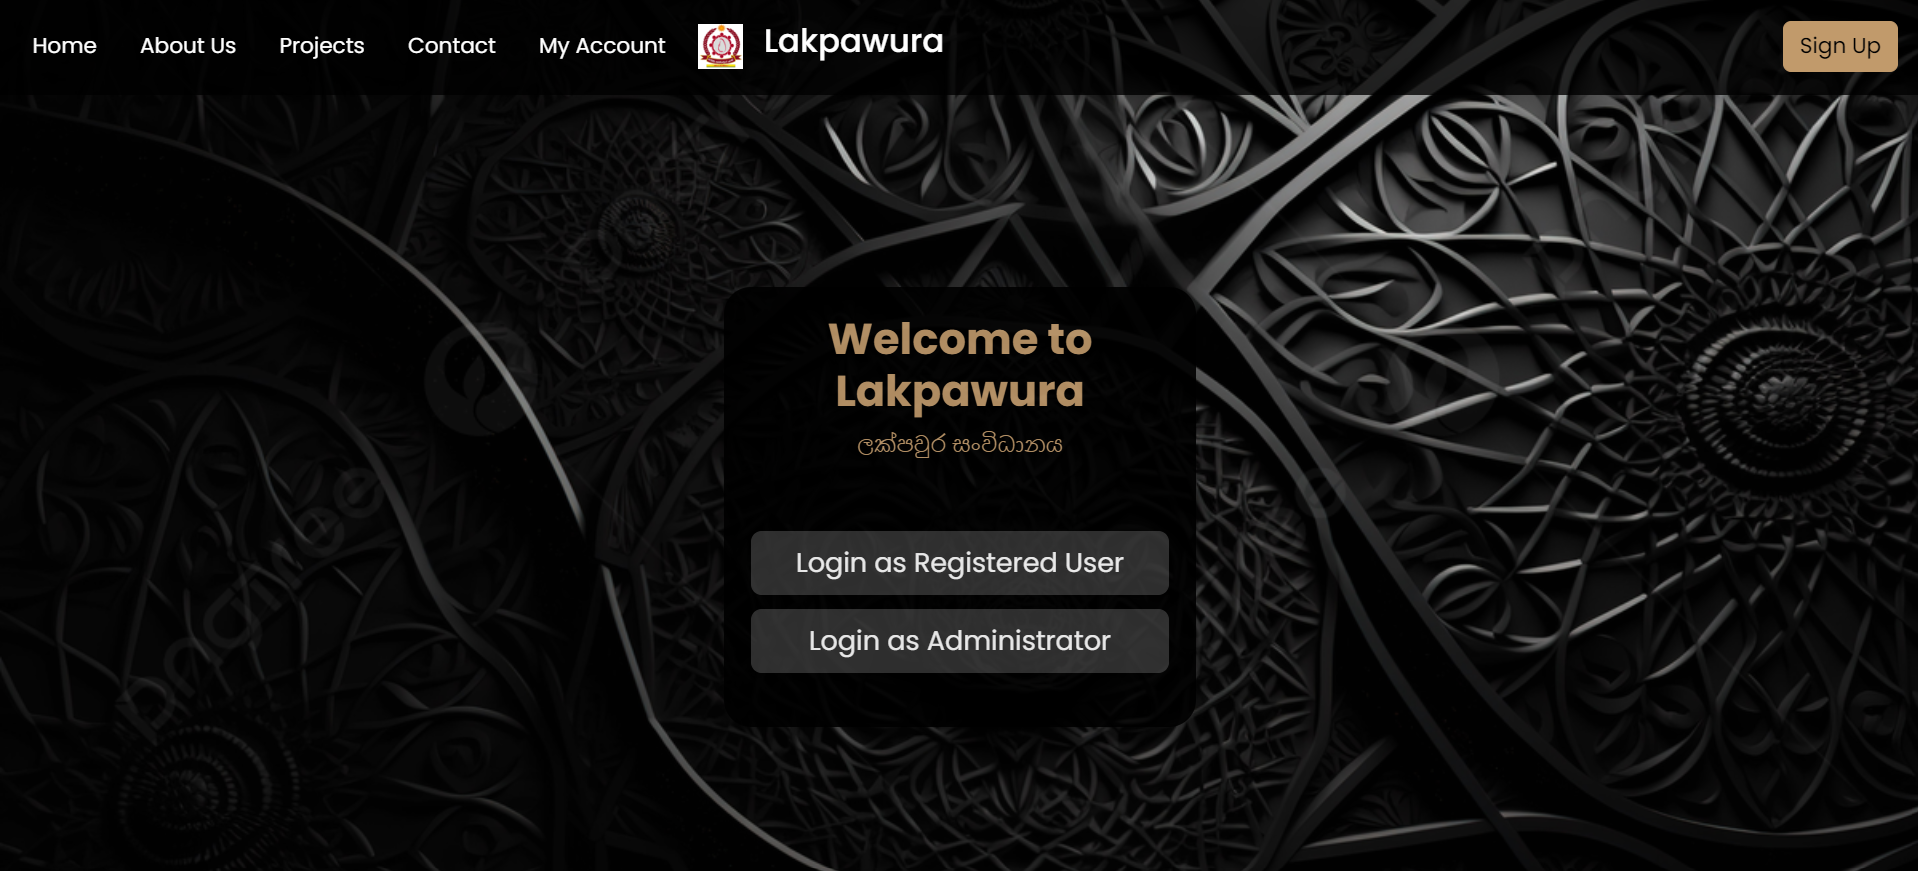 Home About Us Projects Contact My Account Lakpawura Sign Up
Welcome to
Lakpawura
ලක්පවුර සංවිධානය
Login as Registered User
Login as Administrator
pngtree